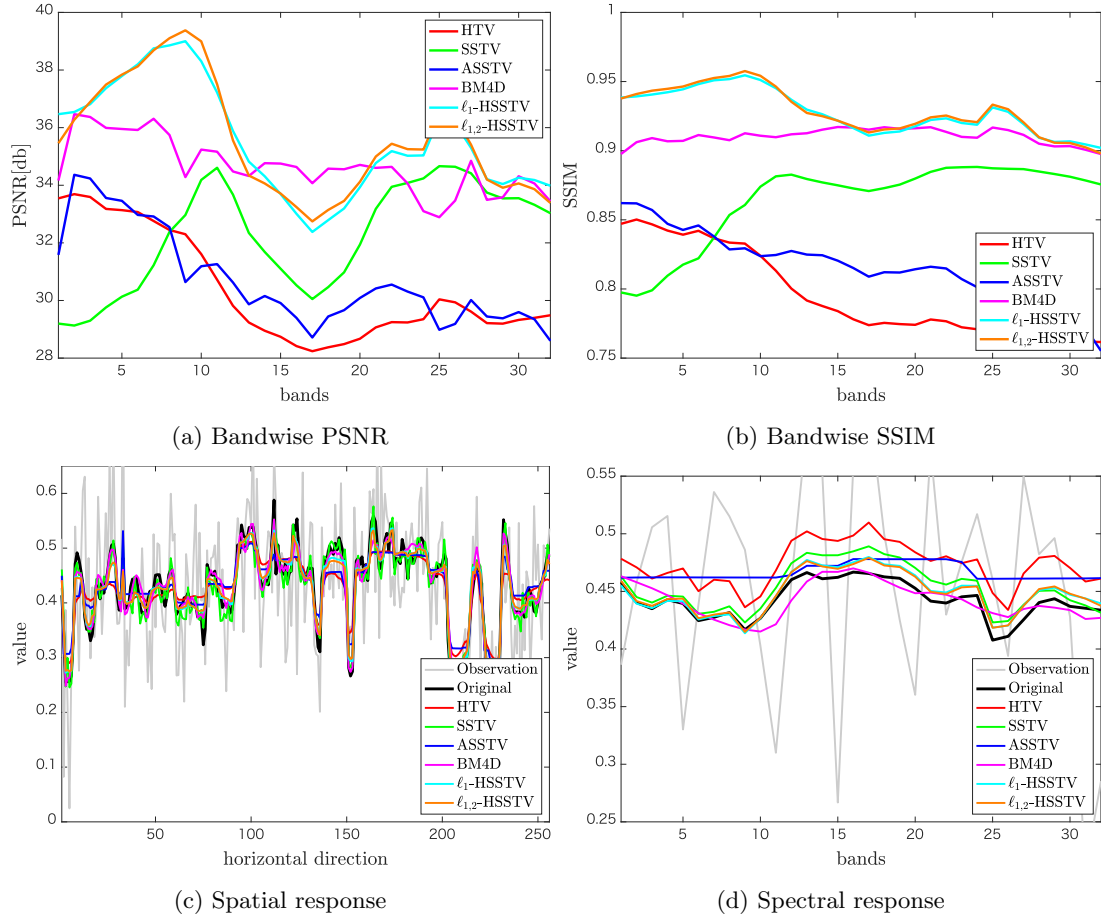 40
38
36
34
32
30
28
PSNR[db]
5
10
15
20
25
30
bands
HTV
SSTV
ASSTV
BM4D
ℓ1-HSSTV
ℓ1,2-HSSTV
(a) Bandwise PSNR
1
0.95
0.9
0.85
0.8
0.75
SSIM
5
10
15
20
25
30
bands
HTV
SSTV
ASSTV
BM4D
ℓ1-HSSTV
ℓ1,2-HSSTV
(b) Bandwise SSIM
0.6
0.5
0.4
0.3
0.2
0.1
0
value
50
100
150
200
250
horizontal direction
Observation
Original
HTV
SSTV
ASSTV
BM4D
ℓ1-HSSTV
ℓ1,2-HSSTV
(c) Spatial response
0.55
0.5
0.45
0.4
0.35
0.3
0.25
value
5
10
15
20
25
30
bands
Observation
Original
HTV
SSTV
ASSTV
BM4D
ℓ1-HSSTV
ℓ1,2-HSSTV
(d) Spectral response